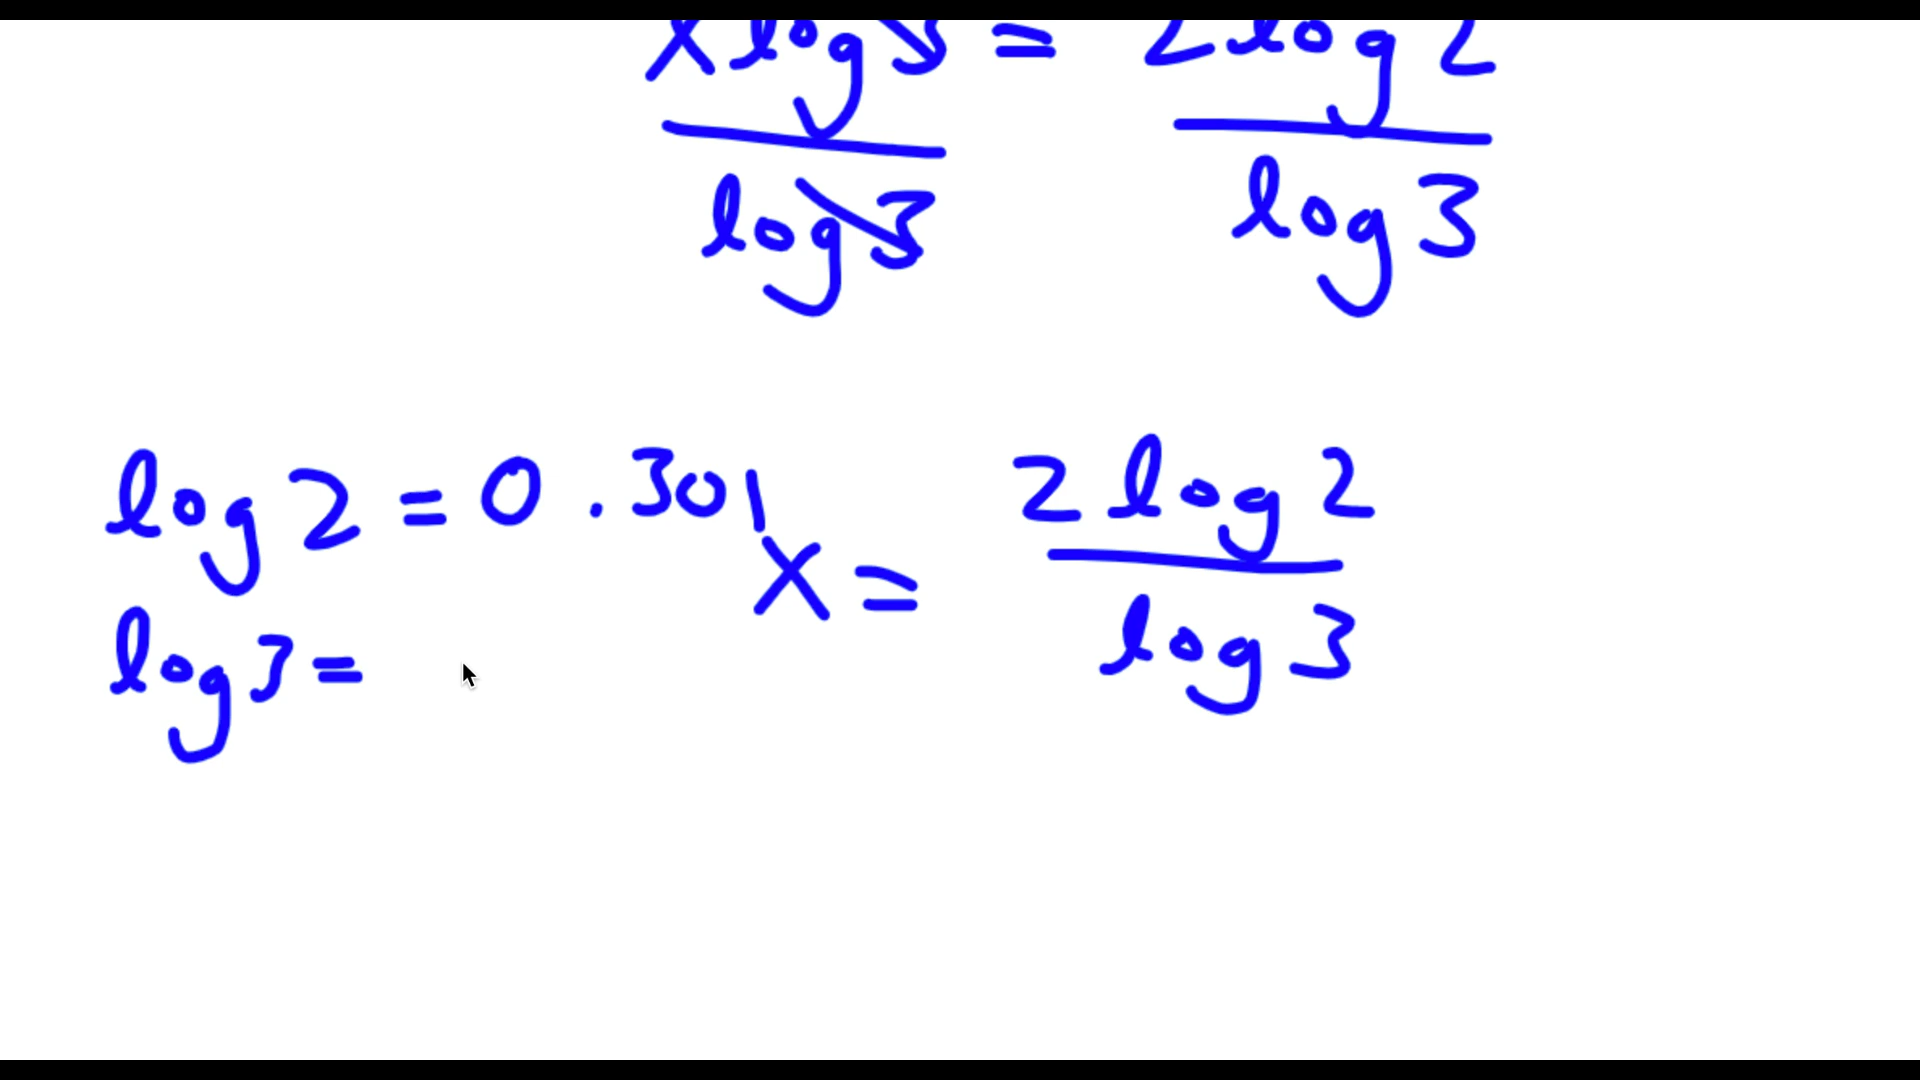 x log 3 = 2 log 2
log 3 log 3
log 2 = 0.301
x = 2 log 2
log 3 = log 3